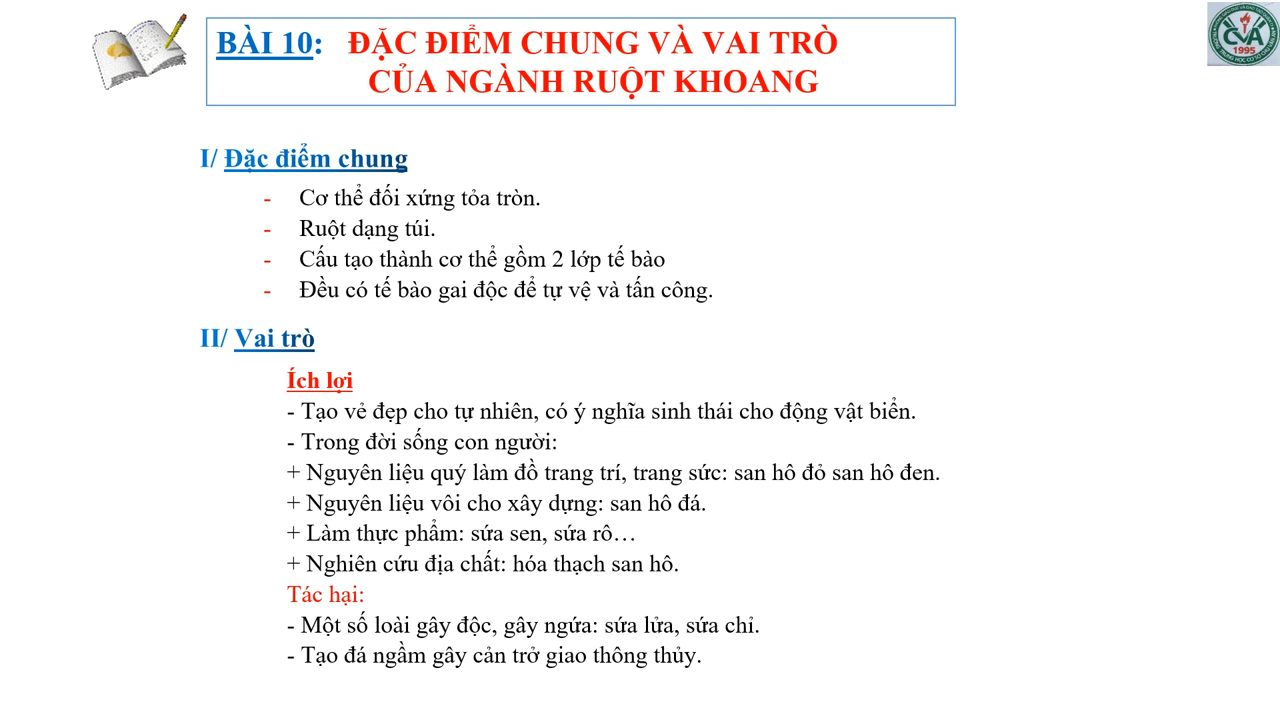 BÀI 10: ĐẶC ĐIỂM CHUNG VÀ VAI TRÒ
CỦA NGÀNH RUỘT KHOANG
CVA
1995
I/ Đặc điểm chung
- Cơ thể đối xứng tỏa tròn.
- Ruột dạng túi.
- Cấu tạo thành cơ thể gồm 2 lớp tế bào
- Đều có tế bào gai độc để tự vệ và tấn công.
II/ Vai trò
Ích lợi
- Tạo vẻ đẹp cho tự nhiên, có ý nghĩa sinh thái cho động vật biển.
- Trong đời sống con người:
+ Nguyên liệu quý làm đồ trang trí, trang sức: san hô đỏ san hô đen.
+ Nguyên liệu vôi cho xây dựng: san hô đá.
+ Làm thực phẩm: sứa sen, sứa rô…
+ Nghiên cứu địa chất: hóa thạch san hô.
Tác hại:
- Một số loài gây độc, gây ngứa: sứa lửa, sứa chỉ.
- Tạo đá ngầm gây cản trở giao thông thủy.